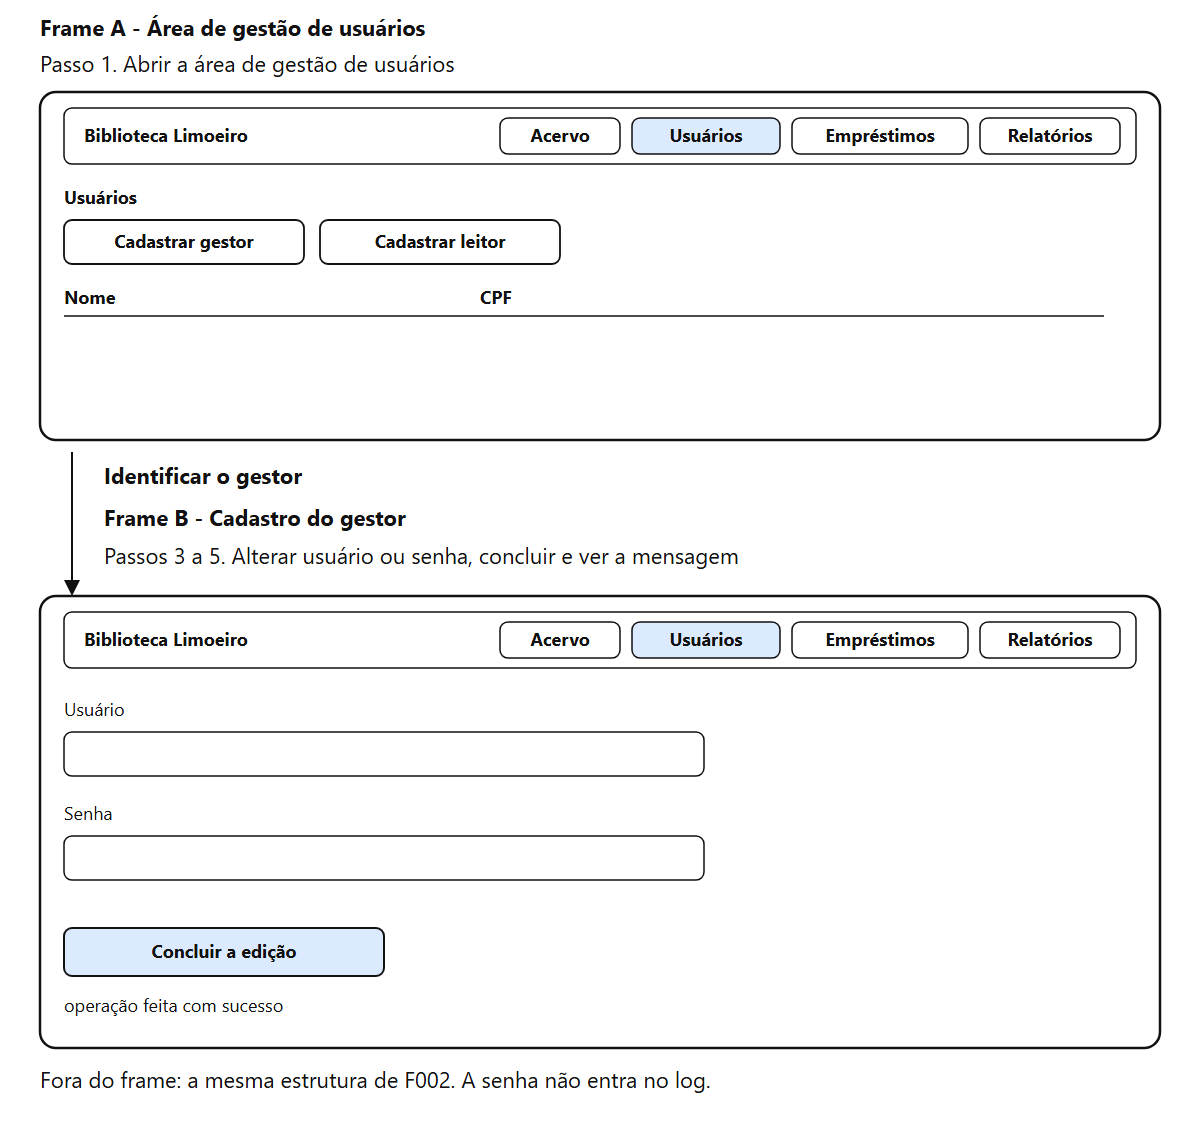 Frame A - Área de gestão de usuários
Passo 1. Abrir a área de gestão de usuários
Biblioteca Limoeiro Acervo Usuários Empréstimos Relatórios
Usuários
Cadastrar gestor Cadastrar leitor
Nome CPF
Identificar o gestor
Frame B - Cadastro do gestor
Passos 3 a 5. Alterar usuário ou senha, concluir e ver a mensagem
Biblioteca Limoeiro Acervo Usuários Empréstimos Relatórios
Usuário
Senha
Concluir a edição
operação feita com sucesso
Fora do frame: a mesma estrutura de F002. A senha não entra no log.